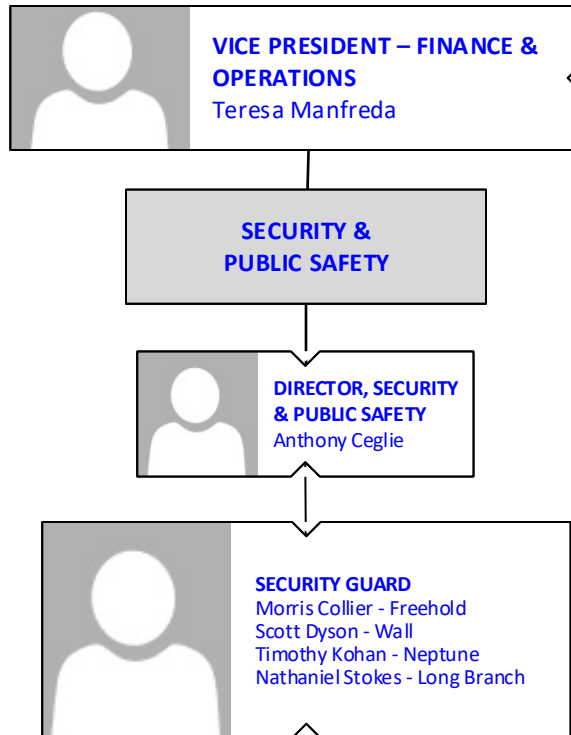 VICE PRESIDENT – FINANCE &
OPERATIONS
Teresa Manfreda
SECURITY &
PUBLIC SAFETY
DIRECTOR, SECURITY
& PUBLIC SAFETY
Anthony Ceglie
SECURITY GUARD
Morris Collier - Freehold
Scott Dyson - Wall
Timothy Kohan - Neptune
Nathaniel Stokes - Long Branch